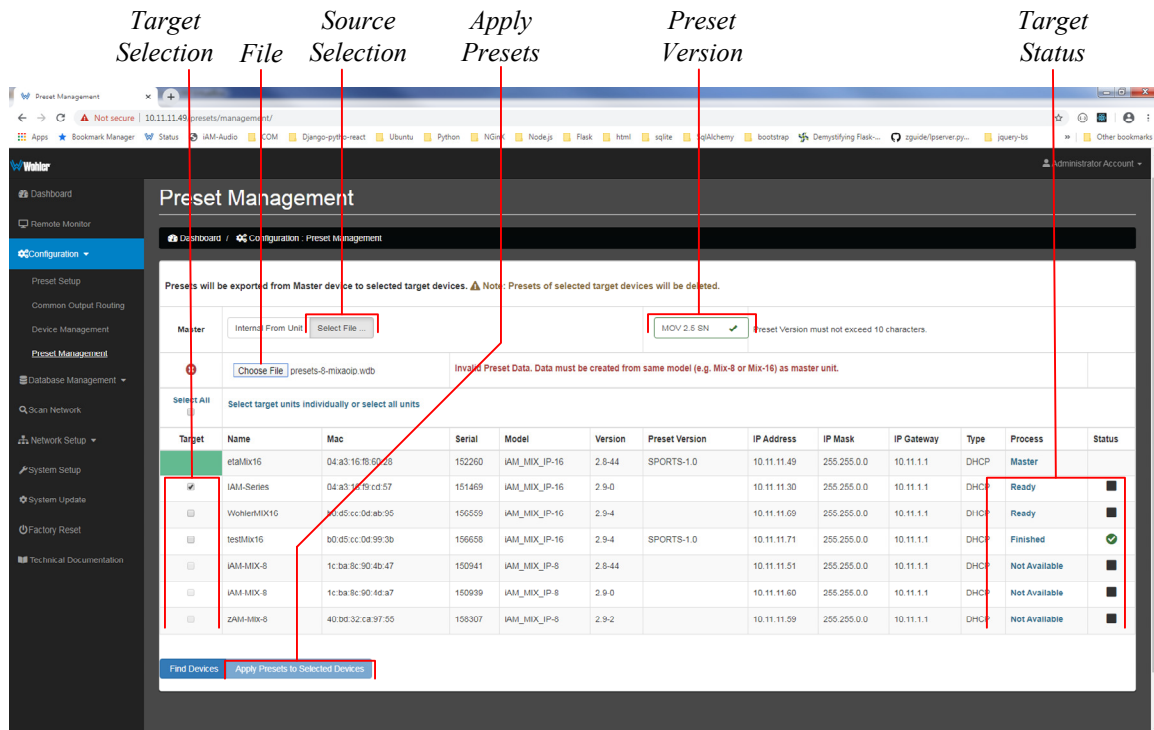 Target Selection
File
Source Selection
Apply Presets
Preset Version
Target Status
Preset Management
Not secure | 10.11.11.49/presets/management/
Apps Bookmark Manager Status iAM-Audio COM Django-pytho-react Ubuntu Python NGinX Node.js Flask html sqlite SqlAlchemy bootstrap Demystifying Flask-... zguide/lpserver.py... jquery-bs » Other bookmarks
Wohler
Administrator Account
Dashboard
Remote Monitor
Configuration
Preset Setup
Common Output Routing
Device Management
Preset Management
Database Management
Scan Network
Network Setup
System Setup
System Update
Factory Reset
Technical Documentation
Preset Management
Dashboard / Configuration : Preset Management
Presets will be exported from Master device to selected target devices. Note: Presets of selected target devices will be deleted.
Master Internal From Unit Select File ... MOV 2.5 SN Preset Version must not exceed 10 characters.
Choose File presets-8-mixaoip.wdb Invalid Preset Data. Data must be created from same model (e.g. Mix-8 or Mix-16) as master unit.
Select All Select target units individually or select all units
Target Name Mac Serial Model Version Preset Version IP Address IP Mask IP Gateway Type Process Status
etaMix16 04:a3:16:f8:60:28 152260 iAM_MIX_IP-16 2.8-44 SPORTS-1.0 10.11.11.49 255.255.0.0 10.11.1.1 DHCP Master
IAM-Series 04:a3:16:f9:cd:57 151469 iAM_MIX_IP-16 2.9-0 10.11.11.30 255.255.0.0 10.11.1.1 DHCP Ready
WohlerMIX16 b0:d5:cc:0d:ab:95 156559 iAM_MIX_IP-16 2.9-4 10.11.11.69 255.255.0.0 10.11.1.1 DHCP Ready
testMix16 b0:d5:cc:0d:99:3b 156658 iAM_MIX_IP-16 2.9-4 SPORTS-1.0 10.11.11.71 255.255.0.0 10.11.1.1 DHCP Finished
iAM-MIX-8 1c:ba:8c:90:4b:47 150941 iAM_MIX_IP-8 2.8-44 10.11.11.51 255.255.0.0 10.11.1.1 DHCP Not Available
iAM-MIX-8 1c:ba:8c:90:4d:a7 150939 iAM_MIX_IP-8 2.9-0 10.11.11.60 255.255.0.0 10.11.1.1 DHCP Not Available
zAM-Mix-8 40:bd:32:ca:97:55 158307 iAM_MIX_IP-8 2.9-2 10.11.11.59 255.255.0.0 10.11.1.1 DHCP Not Available
Find Devices Apply Presets to Selected Devices